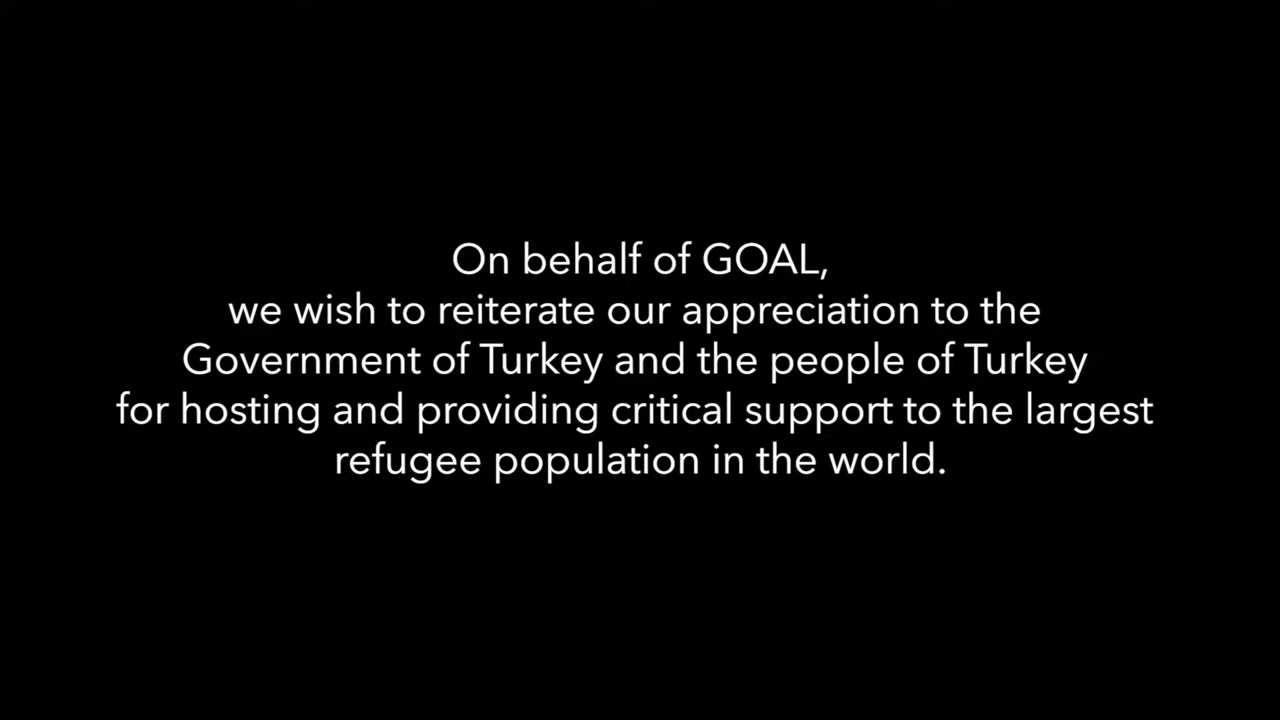 On behalf of GOAL,
we wish to reiterate our appreciation to the
Government of Turkey and the people of Turkey
for hosting and providing critical support to the largest
refugee population in the world.